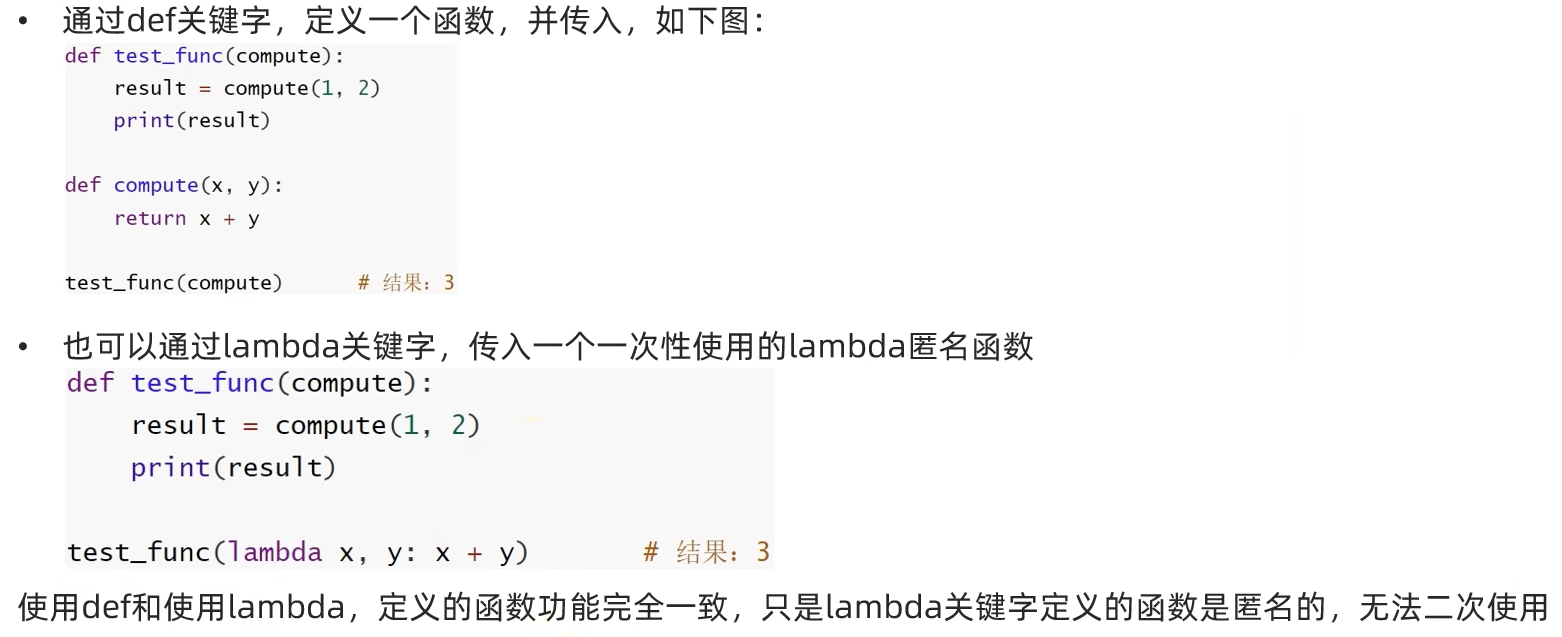 • 通过def关键字，定义一个函数，并传入，如下图：
def test_func(compute):
    result = compute(1, 2)
    print(result)
def compute(x, y):
    return x + y
test_func(compute)      # 结果：3
• 也可以通过lambda关键字，传入一个一次性使用的lambda匿名函数
def test_func(compute):
    result = compute(1, 2)
    print(result)
test_func(lambda x, y: x + y)       # 结果：3
使用def和使用lambda，定义的函数功能完全一致，只是lambda关键字定义的函数是匿名的，无法二次使用